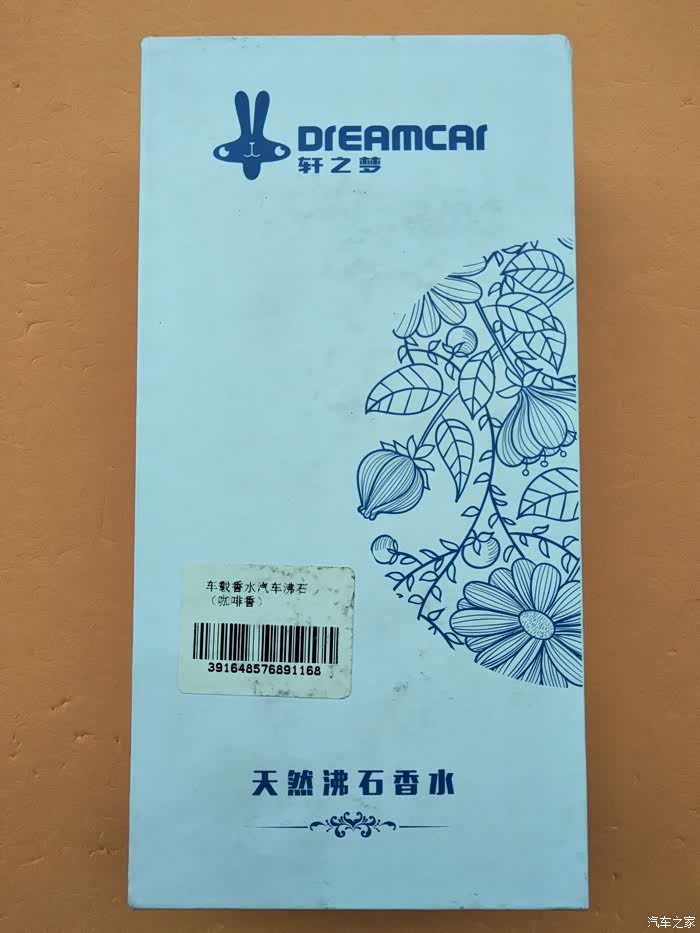 DREAMCAR
轩之梦
车毂香水汽车沸石
（咖啡香）
391648576891168
天然沸石香水
汽车之家